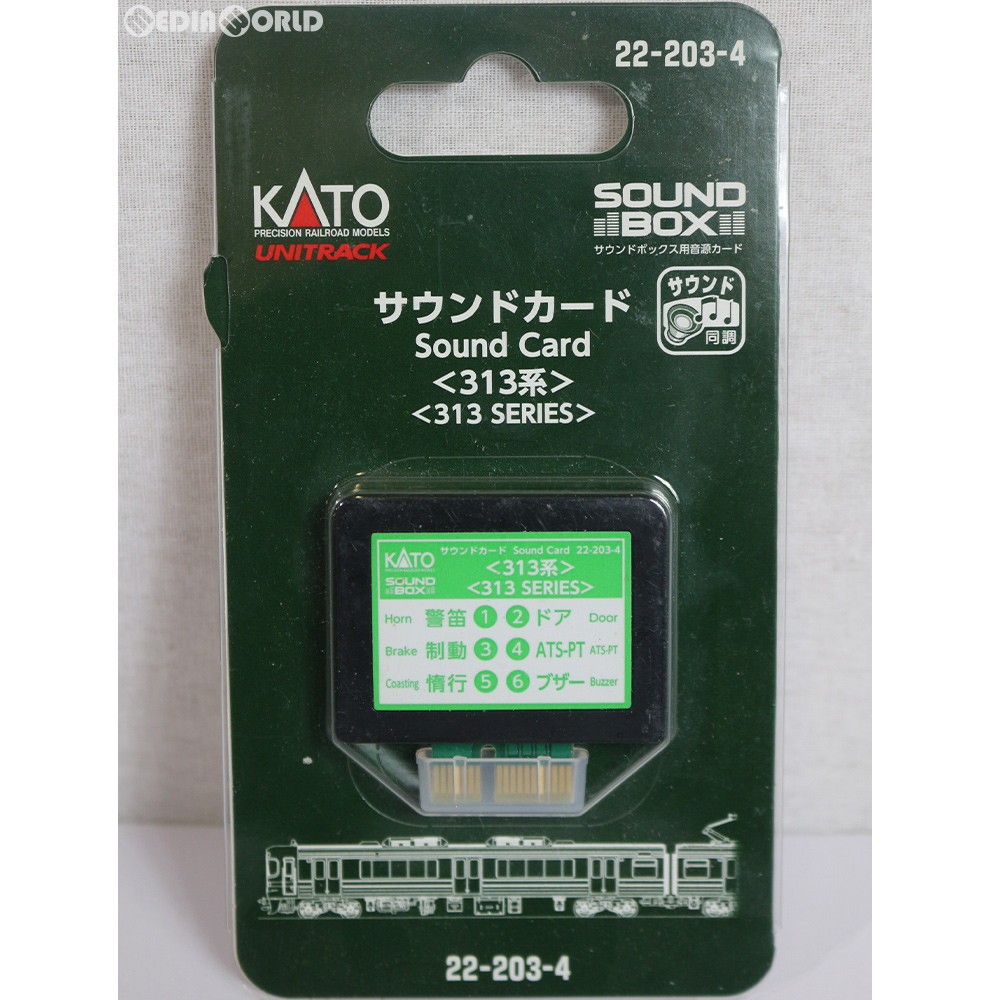 MEDIAWORLD
22-203-4
KATO
PRECISION RAILROAD MODELS
UNITRACK
SOUND
BOX
サウンドボックス用音源カード
サウンド
同調
サウンドカード
Sound Card
<313系>
<313 SERIES>
KATO
サウンドカード Sound Card 22-203-4
<313系>
SOUND
BOX
<313 SERIES>
Horn 警笛 1 2 ドア Door
Brake 制動 3 4 ATS-PT ATS-PT
Coasting 惰行 5 6 ブザー Buzzer
22-203-4